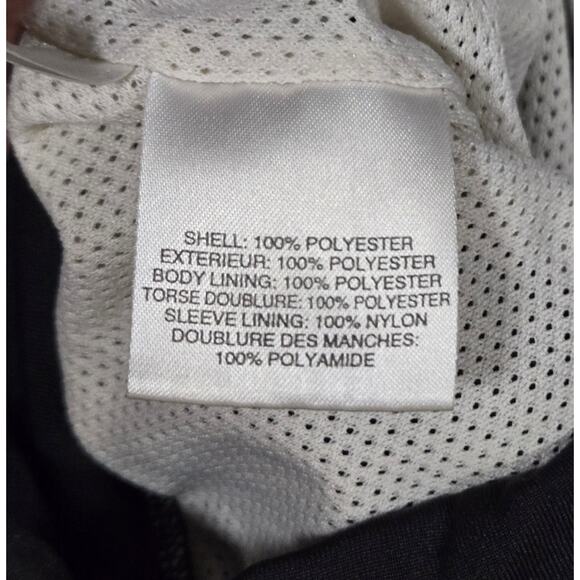 SHELL: 100% POLYESTER
EXTERIEUR: 100% POLYESTER
BODY LINING: 100% POLYESTER
TORSE DOUBLURE: 100% POLYESTER
SLEEVE LINING: 100% NYLON
DOUBLURE DES MANCHES:
100% POLYAMIDE